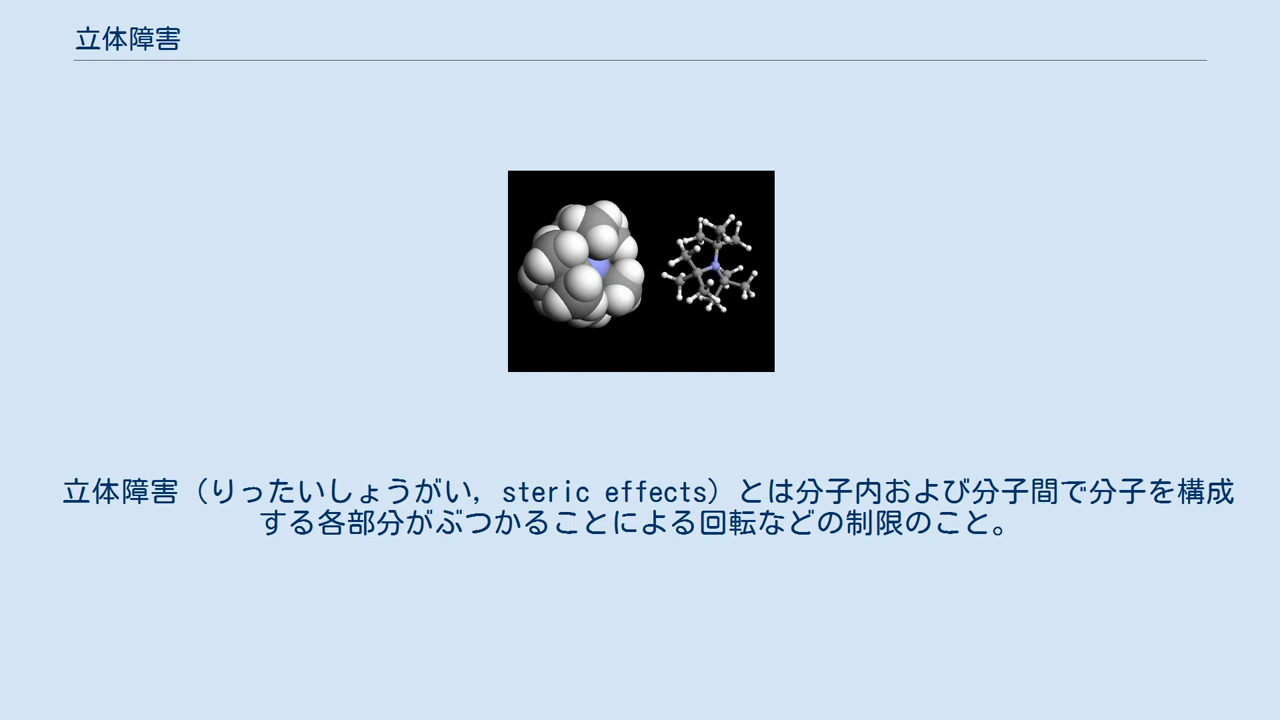 立体障害
立体障害（りったいしょうがい, steric effects）とは分子内および分子間で分子を構成
する各部分がぶつかることによる回転などの制限のこと。